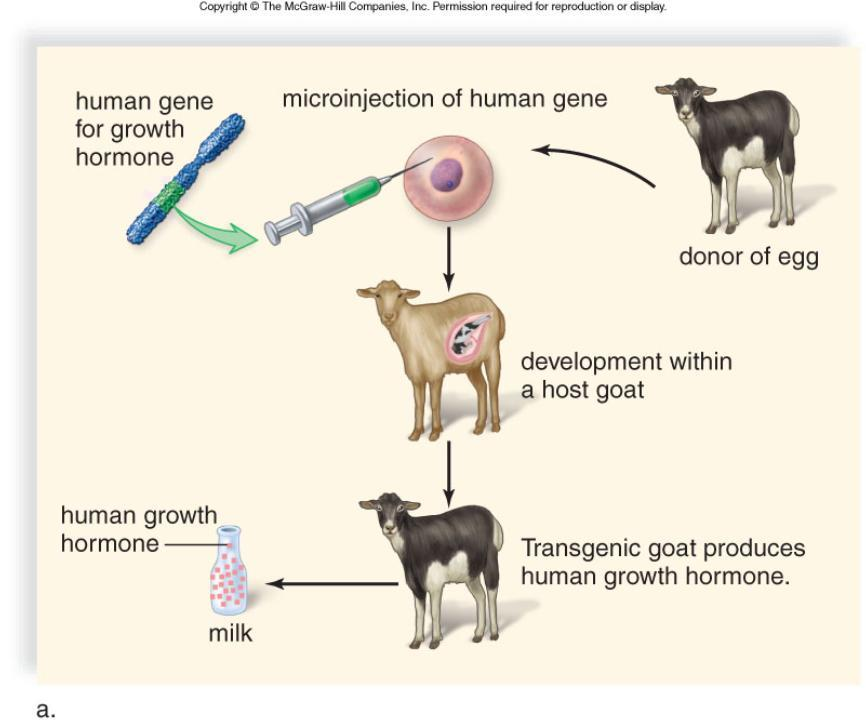 Copyright © The McGraw-Hill Companies, Inc. Permission required for reproduction or display.
human gene
for growth
hormone
microinjection of human gene
donor of egg
development within
a host goat
human growth
hormone
Transgenic goat produces
human growth hormone.
milk
a.